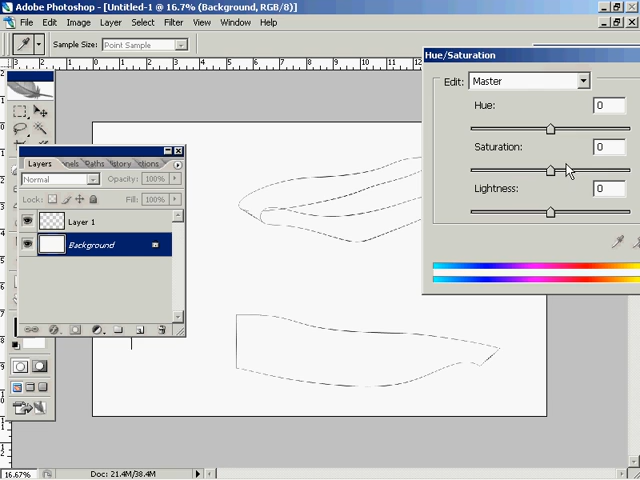 Adobe Photoshop - [Untitled-1 @ 16.7% (Background, RGB/8)]
File Edit Image Layer Select Filter View Window Help
Sample Size: Point Sample
Hue/Saturation
Edit: Master
Hue: 0
Saturation: 0
Lightness: 0
Layers Paths
Normal Opacity: 100%
Lock: Fill: 100%
Layer 1
Background
16.67% Doc: 21.4M/38.4M